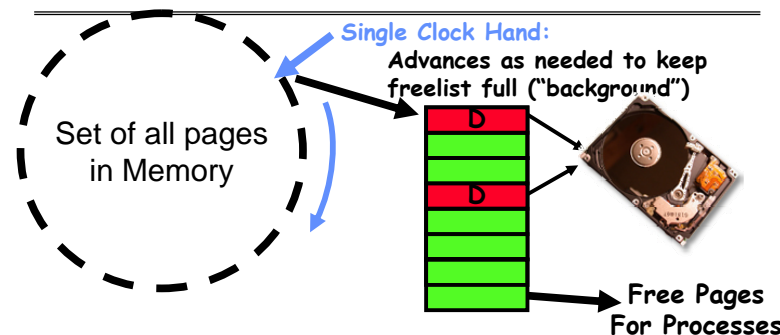 Single Clock Hand:
Advances as needed to keep
freelist full ("background")
Set of all pages
in Memory
D
D
Free Pages
For Processes